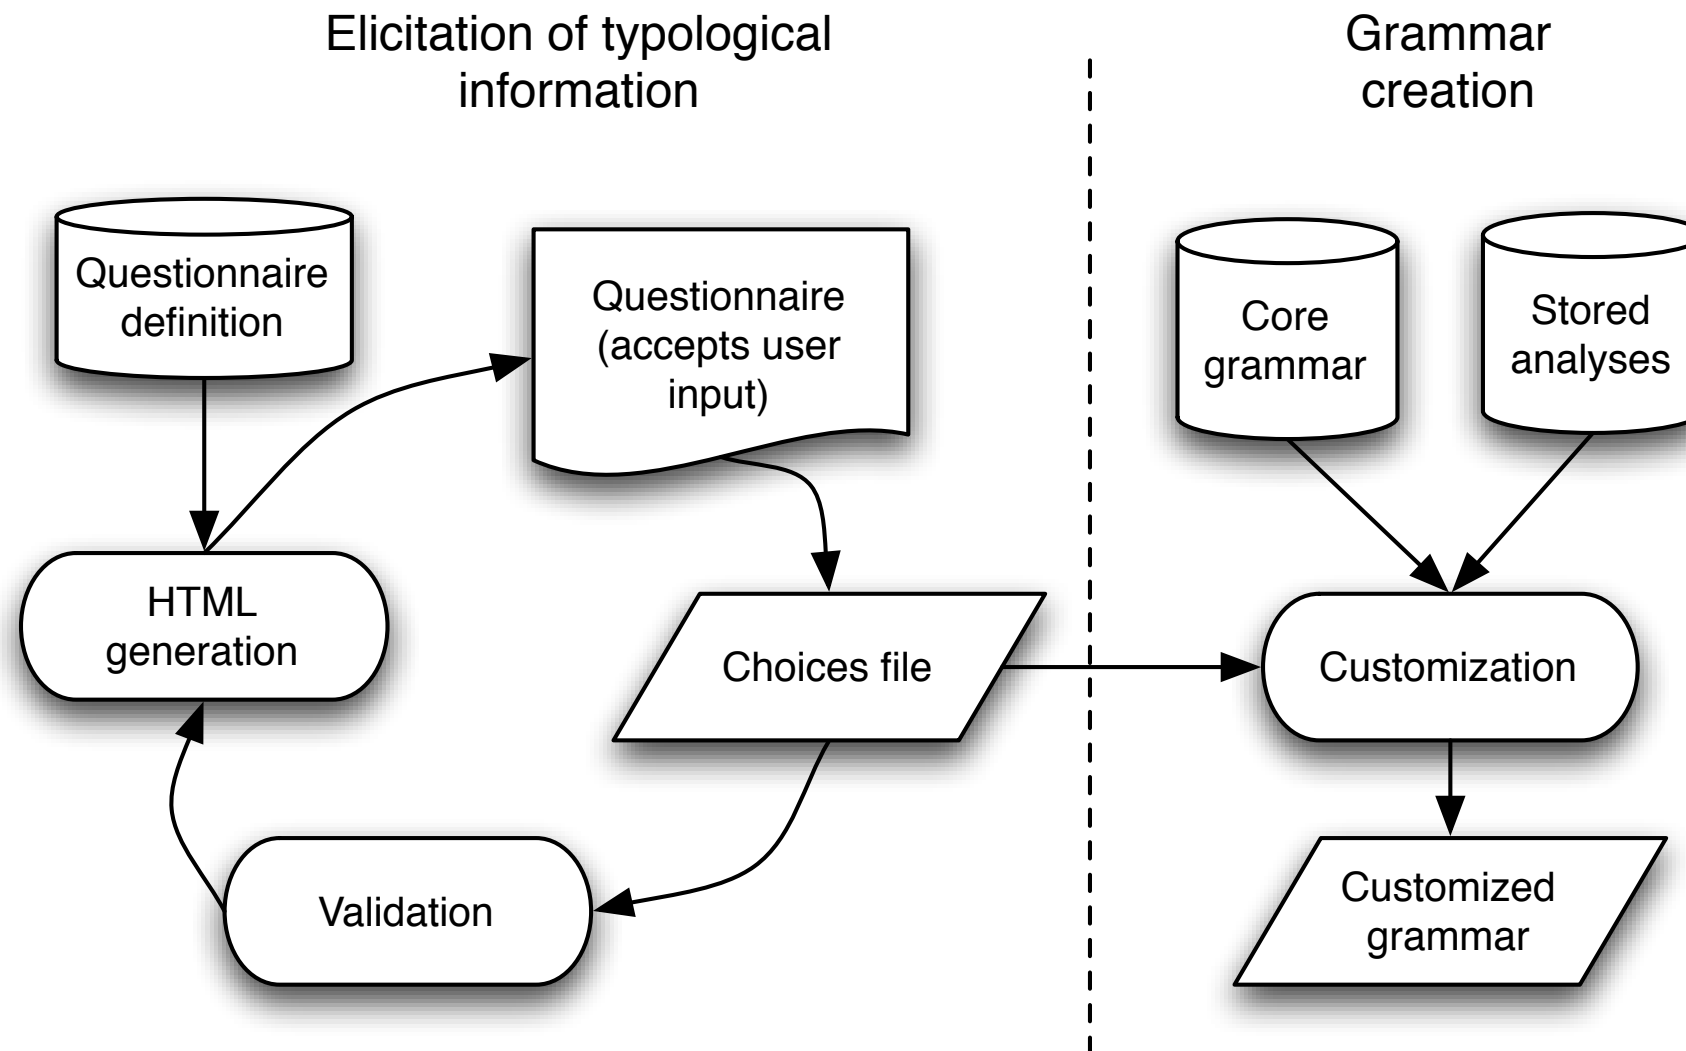 Elicitation of typological
information
Grammar
creation
Questionnaire
definition
Questionnaire
(accepts user
input)
Core
grammar
Stored
analyses
HTML
generation
Choices file
Customization
Validation
Customized
grammar